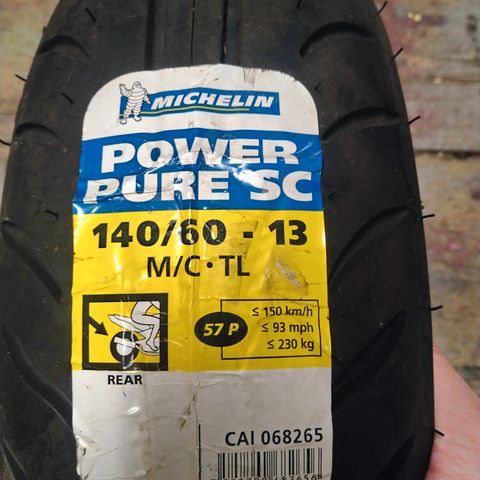 MICHELIN
POWER
PURE SC
140/60 - 13
M/C · TL
57 P
≤ 150 km/h
≤ 93 mph
≤ 230 kg
REAR
CAI 068265